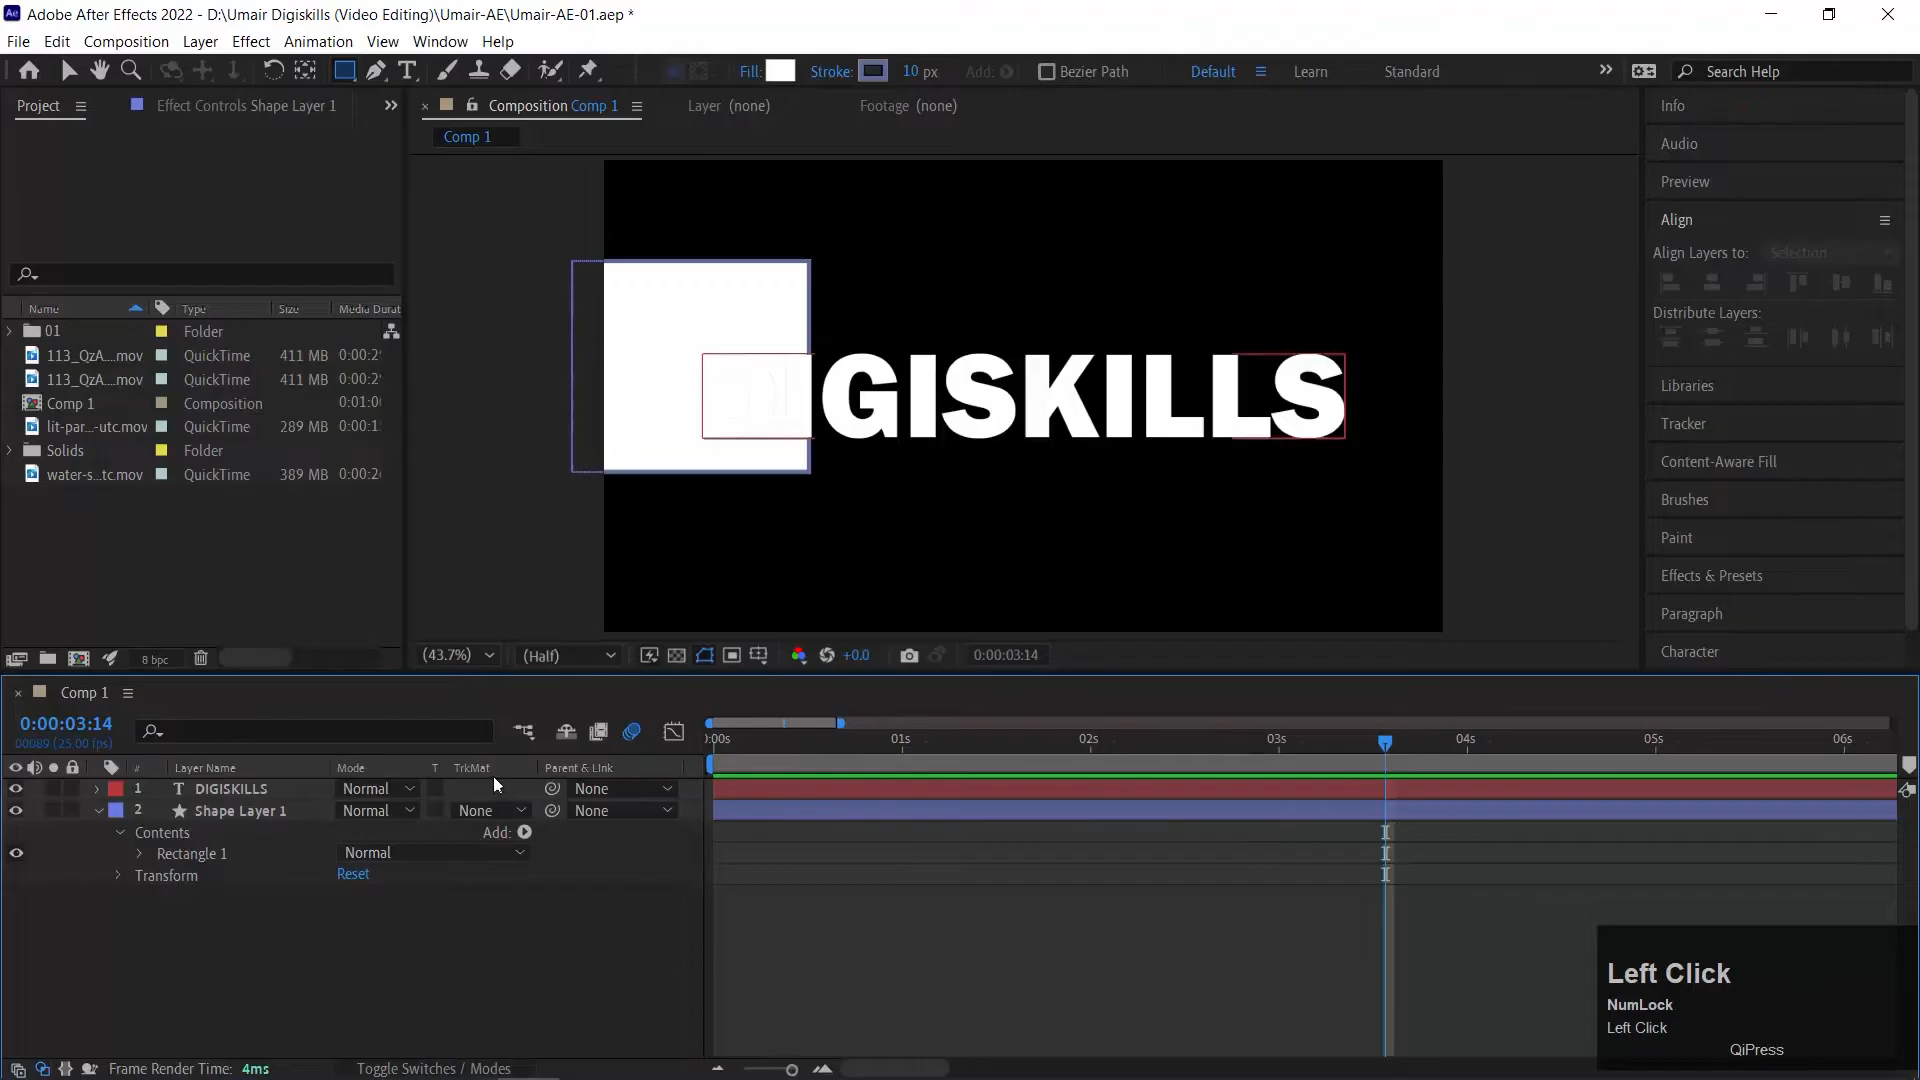 Adobe After Effects 2022 - D:\Umair Digiskills (Video Editing)\Umair-AE\Umair-AE-01.aep *
File Edit Composition Layer Effect Animation View Window Help
Fill: Stroke: 10 px Add: Bezier Path Default Learn Standard Search Help
Project Effect Controls Shape Layer 1 Composition Comp 1 Layer (none) Footage (none)
Comp 1
Name Type Size Media Durat
01 Folder
113_QzA....mov QuickTime 411 MB
113_QzA....mov QuickTime 411 MB
Comp 1 Composition
lit-par...-utc.mov QuickTime 289 MB
Solids Folder
water-s...tc.mov QuickTime 389 MB
8 bpc
GISKILLS
(43.7%) (Half) +0.0 0:00:03:14
Info
Audio
Preview
Align
Align Layers to: Selection
Distribute Layers:
Libraries
Tracker
Content-Aware Fill
Brushes
Paint
Effects & Presets
Paragraph
Character
Comp 1
0:00:03:14
00089 (25.00 fps)
01s 02s 03s 04s 05s 06s
# Layer Name Mode T TrkMat Parent & Link
1 T DIGISKILLS Normal None
2 Shape Layer 1 Normal None None
Contents Add:
Rectangle 1 Normal
Transform Reset
Frame Render Time: 4ms Toggle Switches / Modes
Left Click
NumLock
Left Click
QiPress